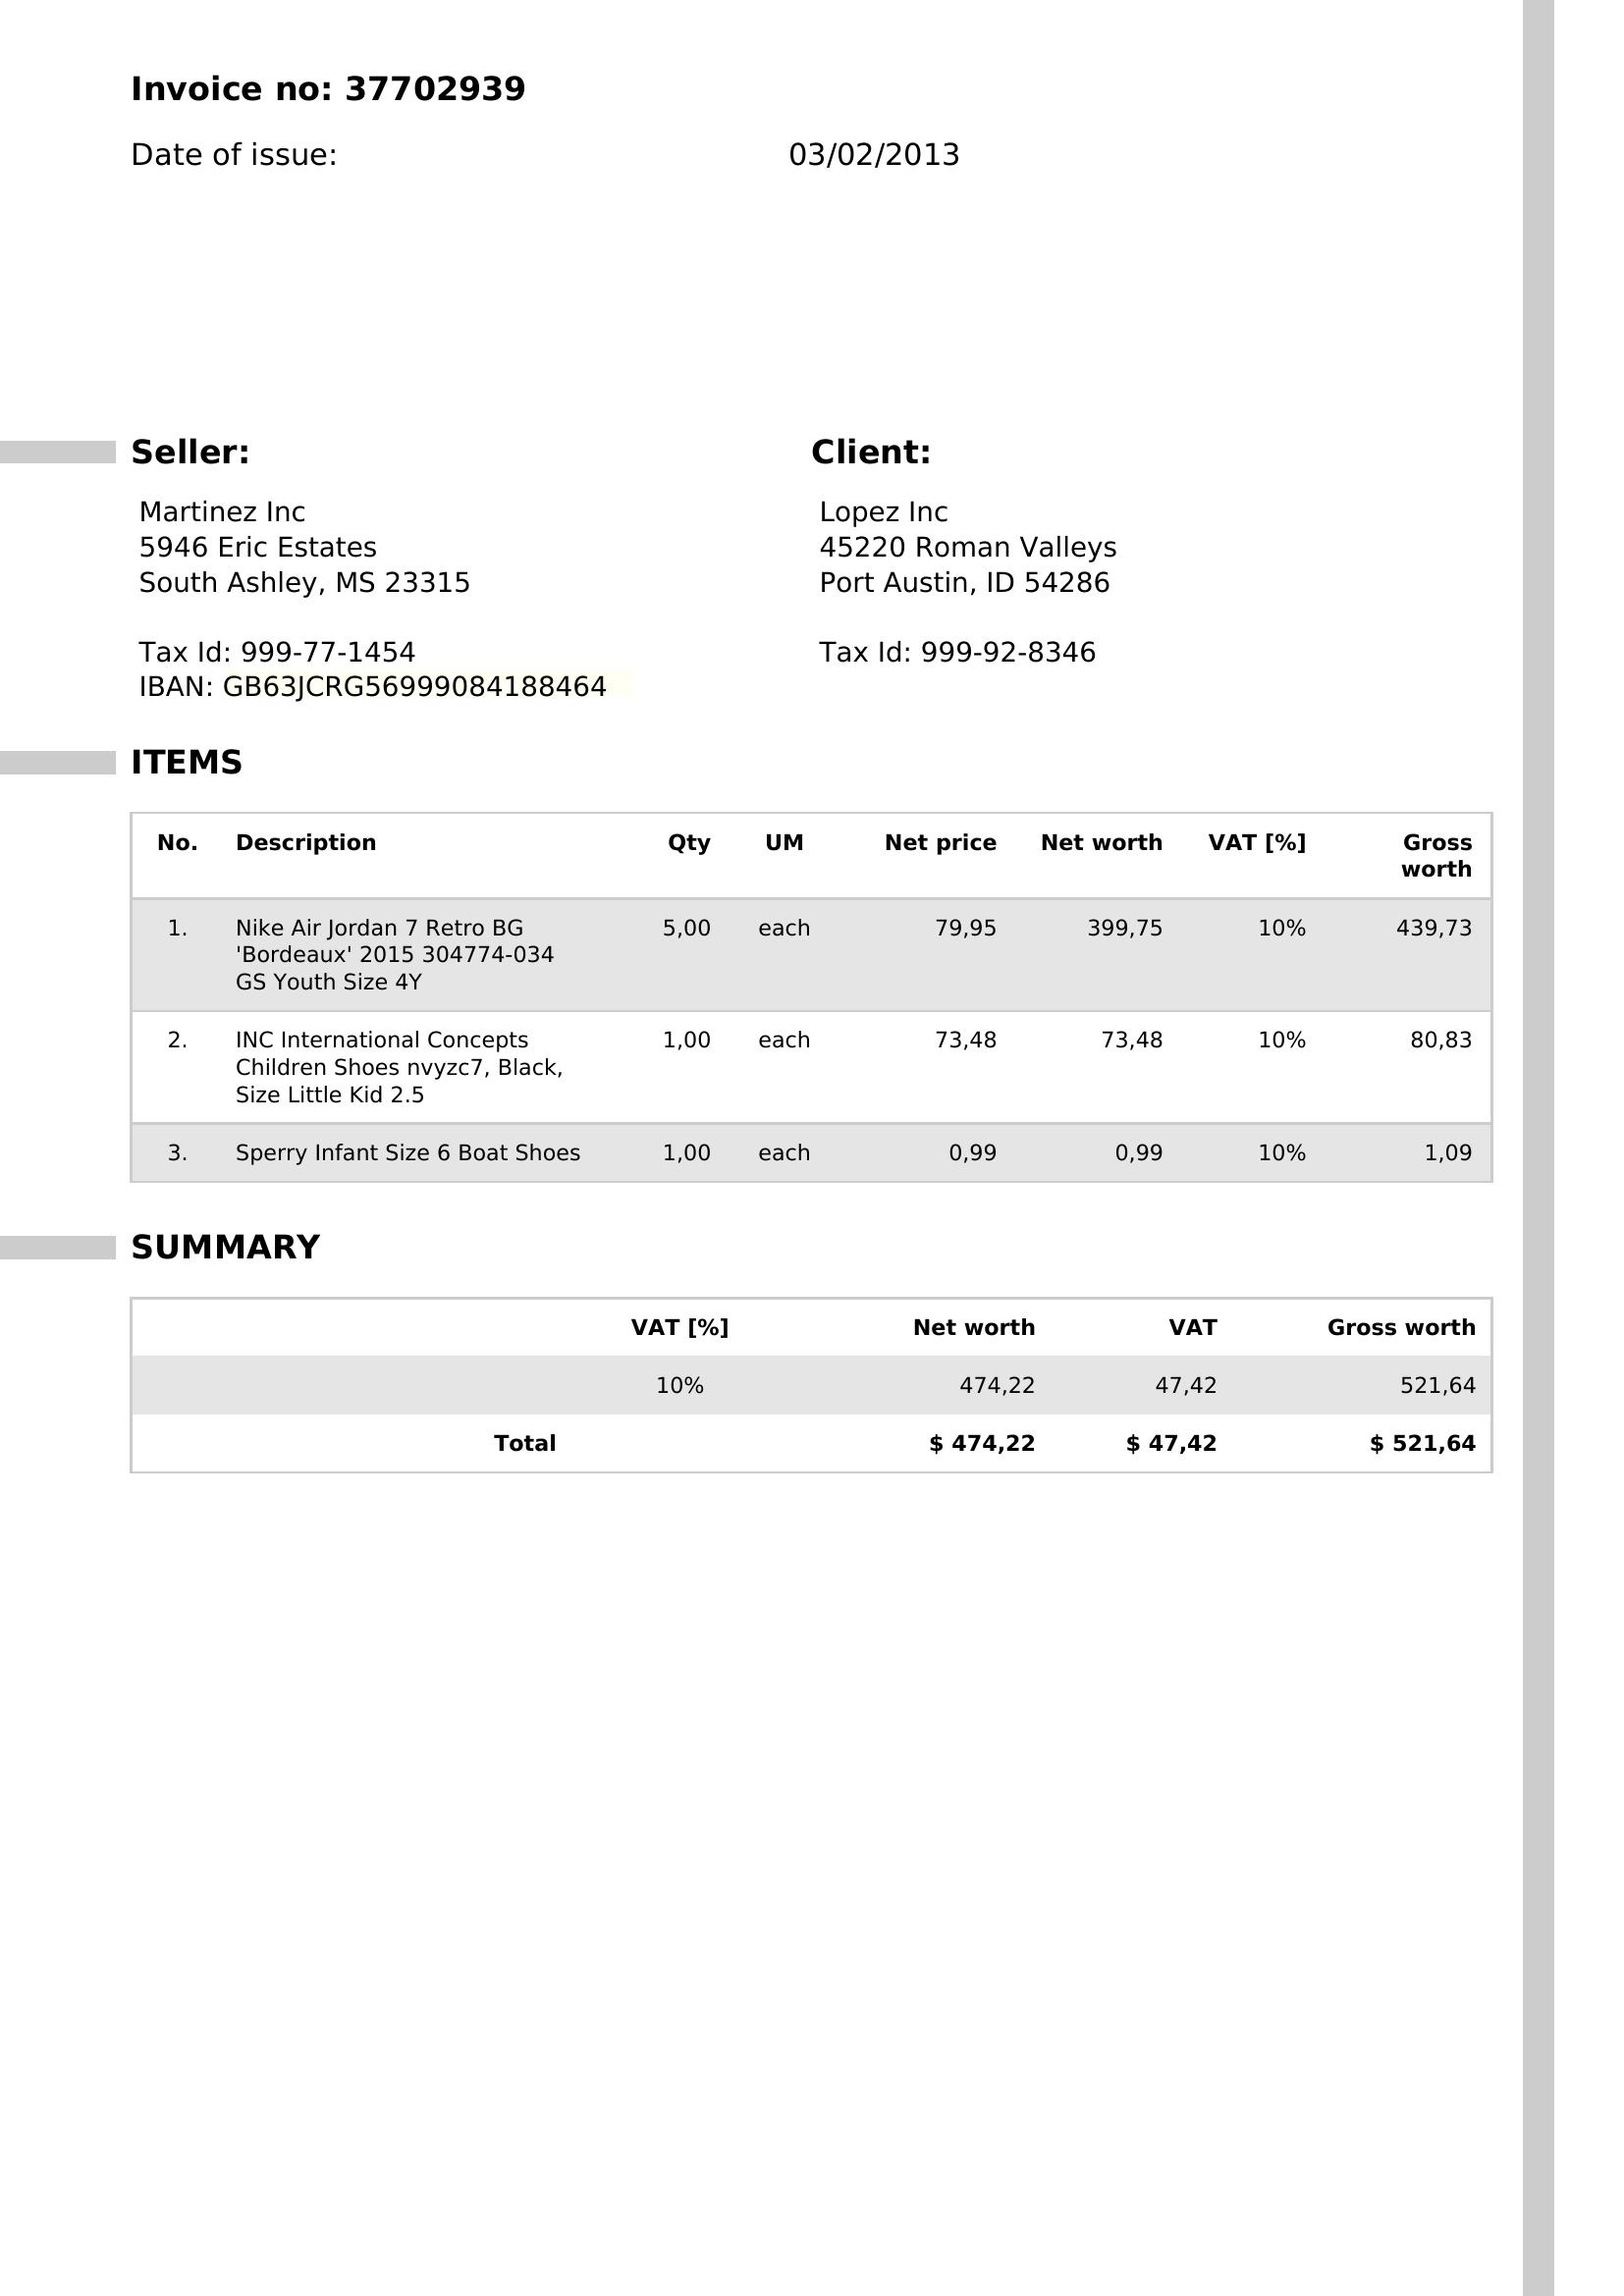 Invoice no: 37702939
Date of issue: 03/02/2013
Seller:
Martinez Inc
5946 Eric Estates
South Ashley, MS 23315
Tax Id: 999-77-1454
IBAN: GB63JCRG56999084188464
Client:
Lopez Inc
45220 Roman Valleys
Port Austin, ID 54286
Tax Id: 999-92-8346
ITEMS
No. Description Qty UM Net price Net worth VAT [%] Gross
worth
1. Nike Air Jordan 7 Retro BG 5,00 each 79,95 399,75 10% 439,73
'Bordeaux' 2015 304774-034
GS Youth Size 4Y
2. INC International Concepts 1,00 each 73,48 73,48 10% 80,83
Children Shoes nvyzc7, Black,
Size Little Kid 2.5
3. Sperry Infant Size 6 Boat Shoes 1,00 each 0,99 0,99 10% 1,09
SUMMARY
VAT [%] Net worth VAT Gross worth
10% 474,22 47,42 521,64
Total $ 474,22 $ 47,42 $ 521,64